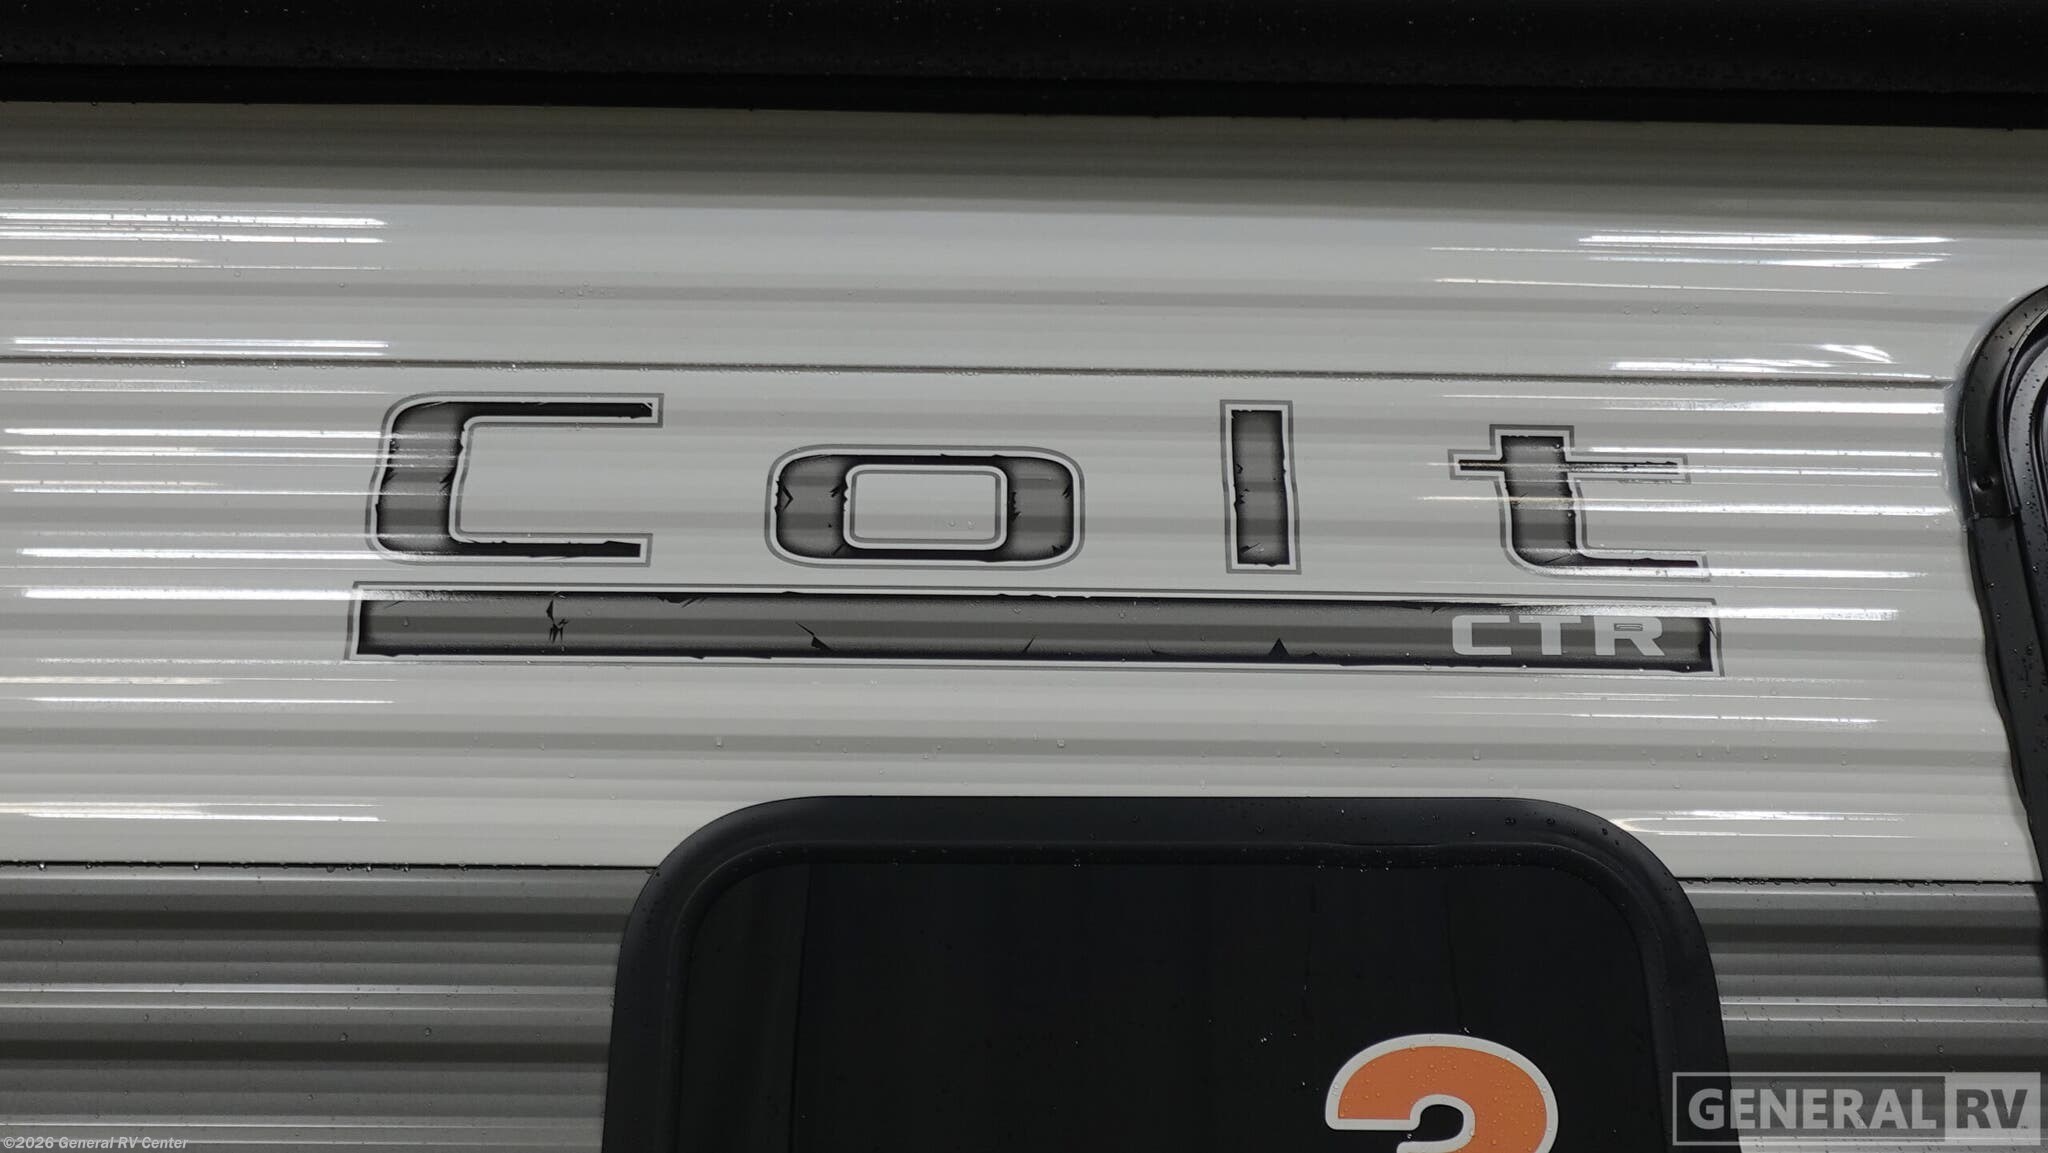 Colt
CTR
GENERAL RV
©2026 General RV Center